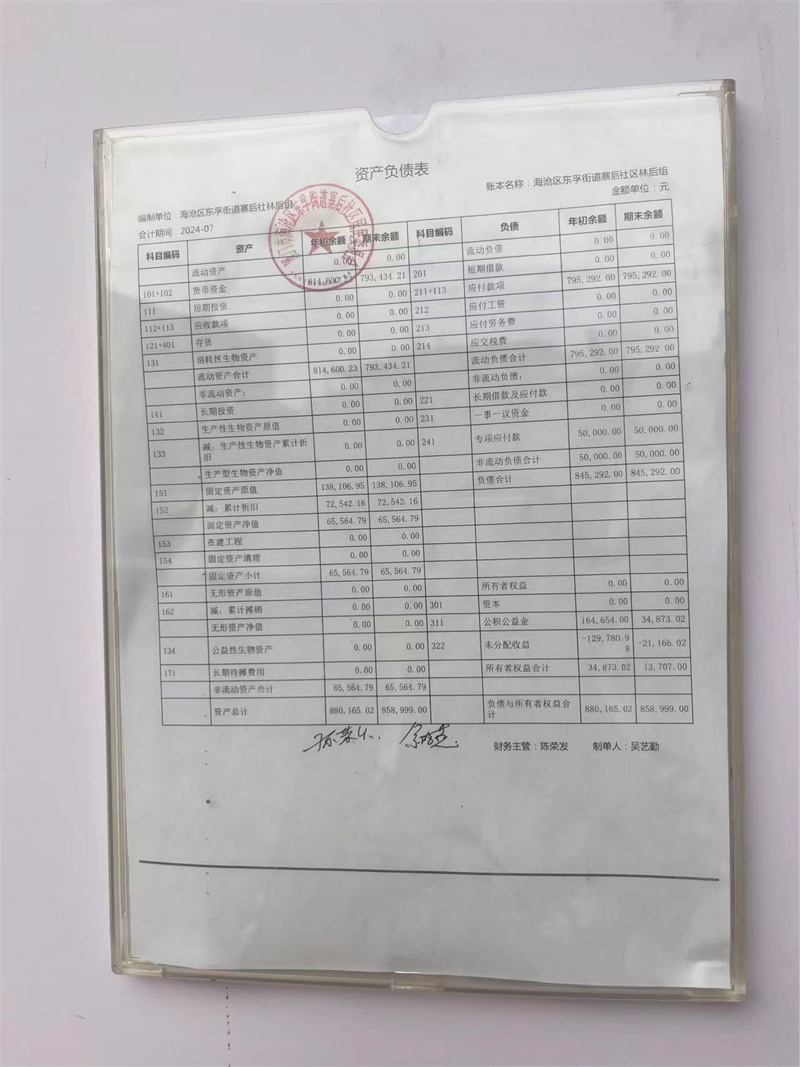 资产负债表
编制单位：海沧区东孚街道寨后社林后组
账本名称：海沧区东孚街道寨后社区林后组
会计期间：2024-07
金额单位：元
科目编码 资产 年初余额 期末余额 科目编码 负债 年初余额 期末余额
流动资产 0.00 0.00 流动负债 0.00 0.00
101+102 货币资金 814,600.23 793,434.21 201 短期借款 0.00 0.00
111 短期投资 0.00 0.00 211+113 应付款项 795,292.00 795,292.00
112+113 应收款项 0.00 0.00 212 应付工资 0.00 0.00
121+401 存货 0.00 0.00 213 应付劳务费 0.00 0.00
131 消耗性生物资产 0.00 0.00 214 应交税费 0.00 0.00
流动资产合计 814,600.23 793,434.21 流动负债合计 795,292.00 795,292.00
非流动资产： 0.00 0.00 非流动负债： 0.00 0.00
141 长期投资 0.00 0.00 221 长期借款及应付款 0.00 0.00
132 生产性生物资产原值 0.00 0.00 231 一事一议资金 0.00 0.00
133 减：生产性生物资产累计折旧 0.00 0.00 241 专项应付款 50,000.00 50,000.00
生产型生物资产净值 0.00 0.00 非流动负债合计 50,000.00 50,000.00
151 固定资产原值 138,106.95 138,106.95 负债合计 845,292.00 845,292.00
152 减：累计折旧 72,542.16 72,542.16
固定资产净值 65,564.79 65,564.79
153 在建工程 0.00 0.00
154 固定资产清理 0.00 0.00
固定资产小计 65,564.79 65,564.79
161 无形资产原值 0.00 0.00 所有者权益 0.00 0.00
162 减：累计摊销 0.00 0.00 301 资本 0.00 0.00
无形资产净值 0.00 0.00 311 公积公益金 164,654.00 34,873.02
134 公益性生物资产 0.00 0.00 322 未分配收益 -129,780.98 -21,166.02
171 长期待摊费用 0.00 0.00 所有者权益合计 34,873.02 13,707.00
非流动资产合计 65,564.79 65,564.79
资产总计 880,165.02 858,999.00 负债与所有者权益合计 880,165.02 858,999.00
财务主管：陈荣发 制单人：吴艺勤